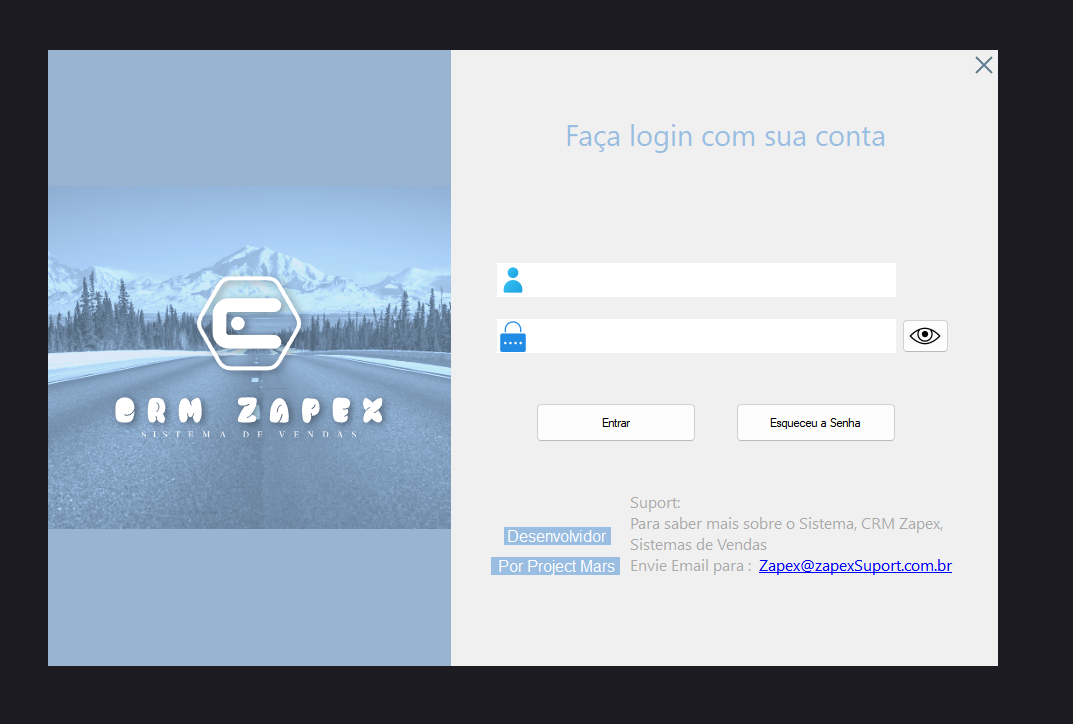 Faça login com sua conta
CRM ZAPEX
SISTEMA DE VENDAS
Entrar
Esqueceu a Senha
Desenvolvidor
Por Project Mars
Suport:
Para saber mais sobre o Sistema, CRM Zapex,
Sistemas de Vendas
Envie Email para : Zapex@zapexSuport.com.br